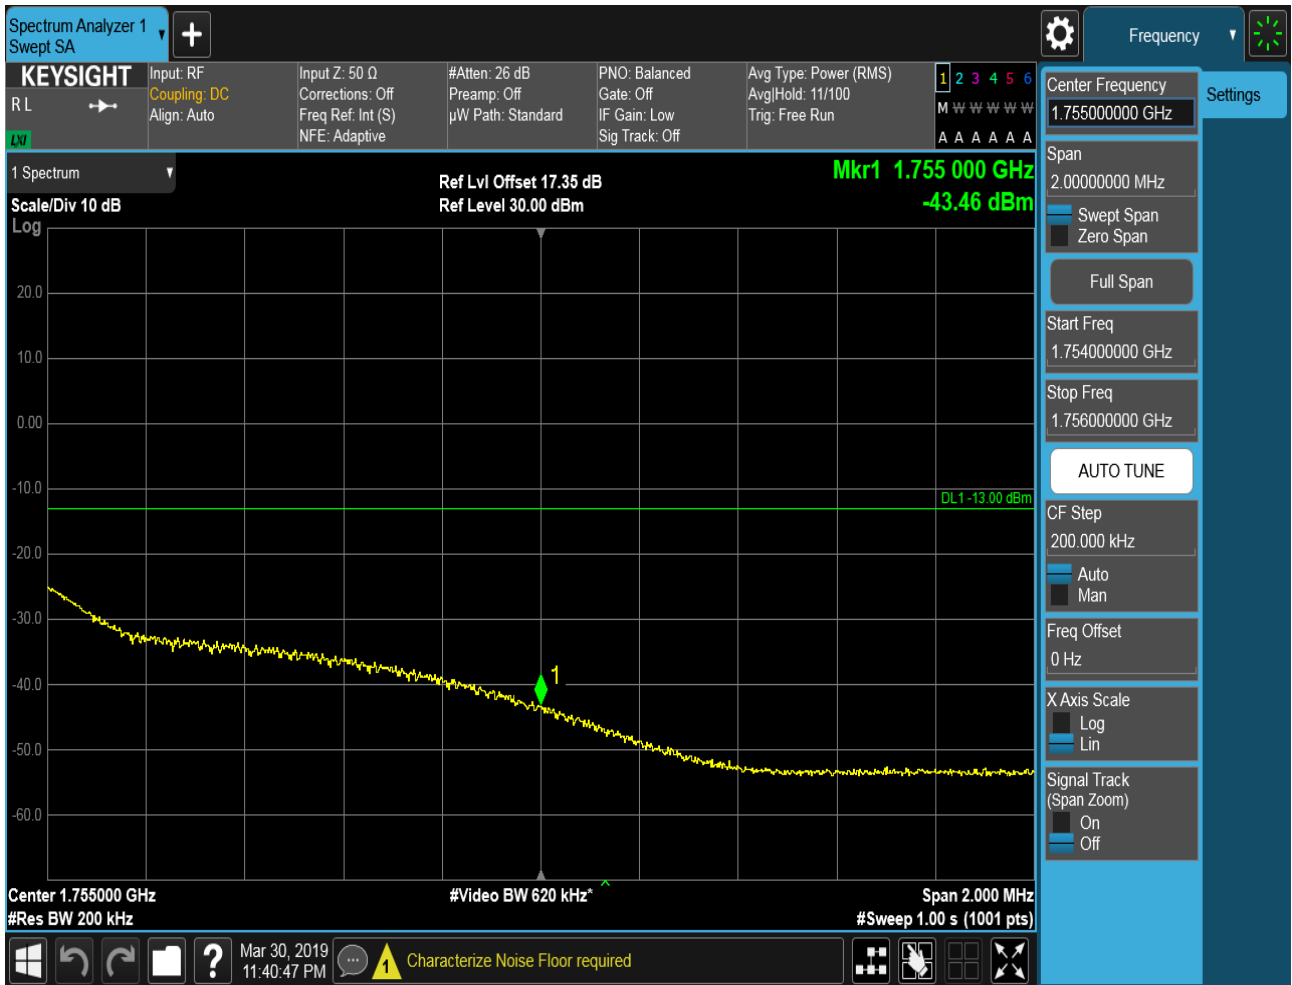 Spectrum Analyzer 1
Swept SA
+
Frequency
KEYSIGHT
R L
LXI
Input: RF
Coupling: DC
Align: Auto
Input Z: 50 Ω
Corrections: Off
Freq Ref: Int (S)
NFE: Adaptive
#Atten: 26 dB
Preamp: Off
µW Path: Standard
PNO: Balanced
Gate: Off
IF Gain: Low
Sig Track: Off
Avg Type: Power (RMS)
Avg|Hold: 11/100
Trig: Free Run
1 2 3 4 5 6
M W W W W W
A A A A A A
1 Spectrum
Scale/Div 10 dB
Log
Ref Lvl Offset 17.35 dB
Ref Level 30.00 dBm
Mkr1 1.755 000 GHz
-43.46 dBm
20.0
10.0
0.00
-10.0
-20.0
-30.0
-40.0
-50.0
-60.0
DL1 -13.00 dBm
1
Center 1.755000 GHz
#Res BW 200 kHz
#Video BW 620 kHz*
Span 2.000 MHz
#Sweep 1.00 s (1001 pts)
Center Frequency
1.755000000 GHz
Settings
Span
2.00000000 MHz
Swept Span
Zero Span
Full Span
Start Freq
1.754000000 GHz
Stop Freq
1.756000000 GHz
AUTO TUNE
CF Step
200.000 kHz
Auto
Man
Freq Offset
0 Hz
X Axis Scale
Log
Lin
Signal Track
(Span Zoom)
On
Off
?
Mar 30, 2019
11:40:47 PM
1
Characterize Noise Floor required